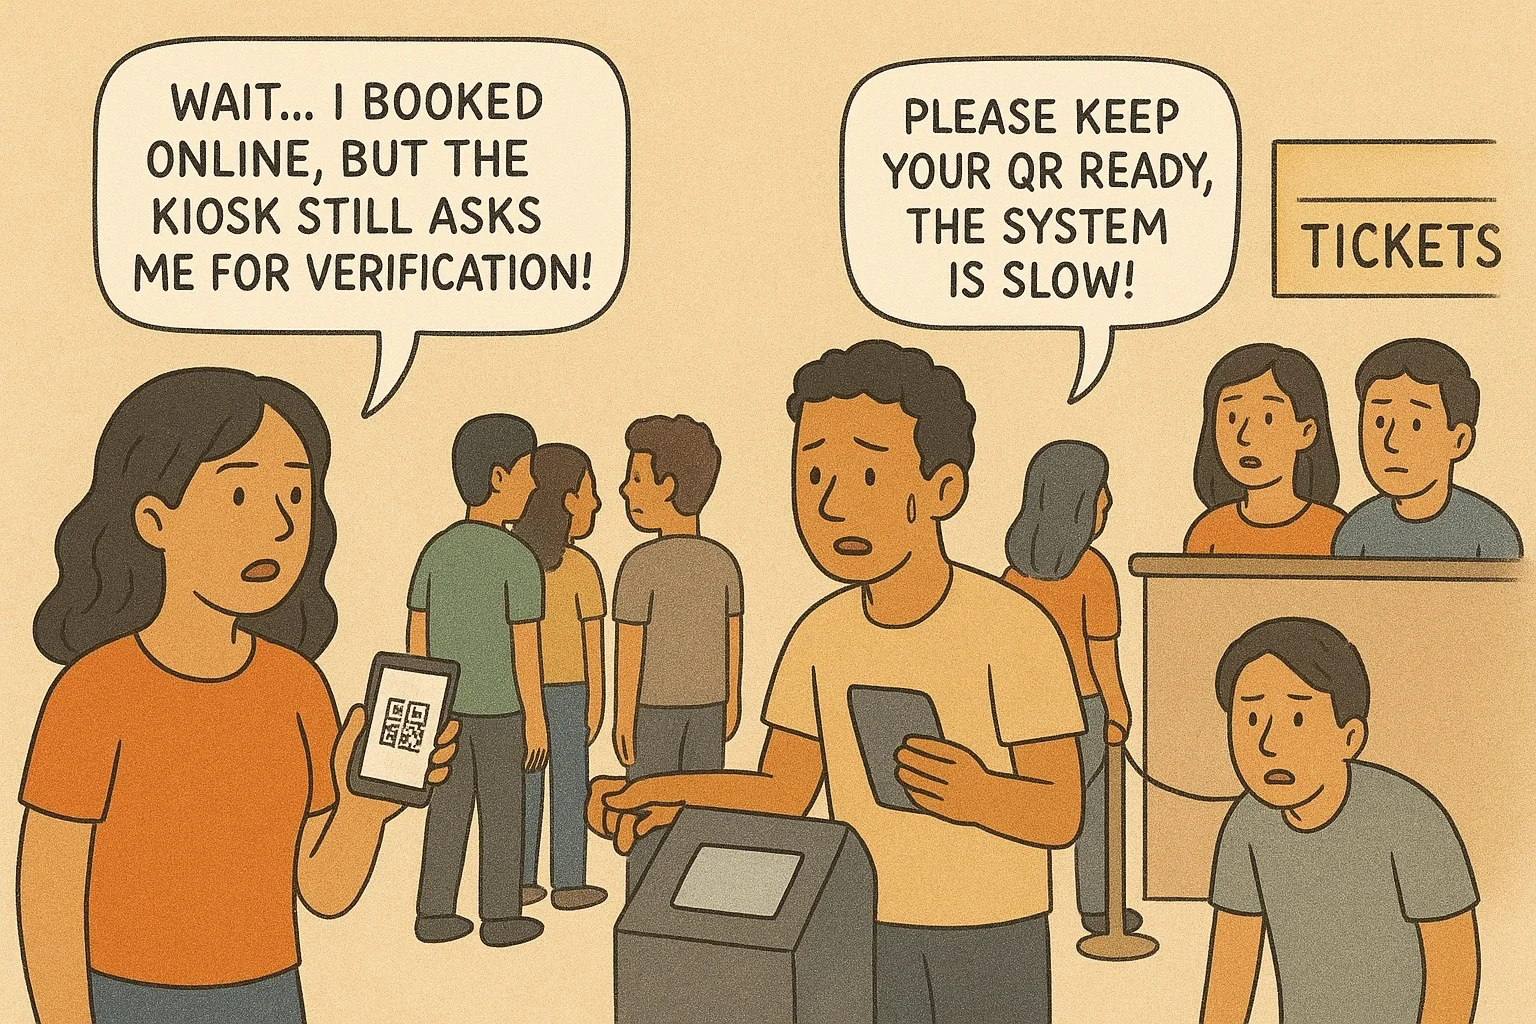 WAIT... I BOOKED
ONLINE, BUT THE
KIOSK STILL ASKS
ME FOR VERIFICATION!
PLEASE KEEP
YOUR QR READY,
THE SYSTEM
IS SLOW!
TICKETS